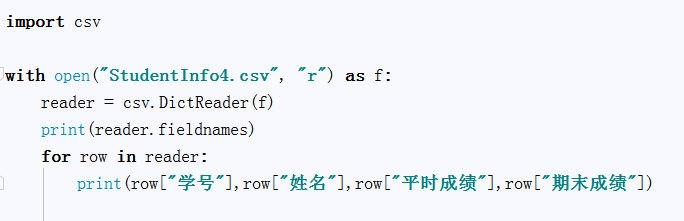 import csv
with open("StudentInfo4.csv", "r") as f:
reader = csv.DictReader(f)
print(reader.fieldnames)
for row in reader:
print(row["学号"],row["姓名"],row["平时成绩"],row["期末成绩"])